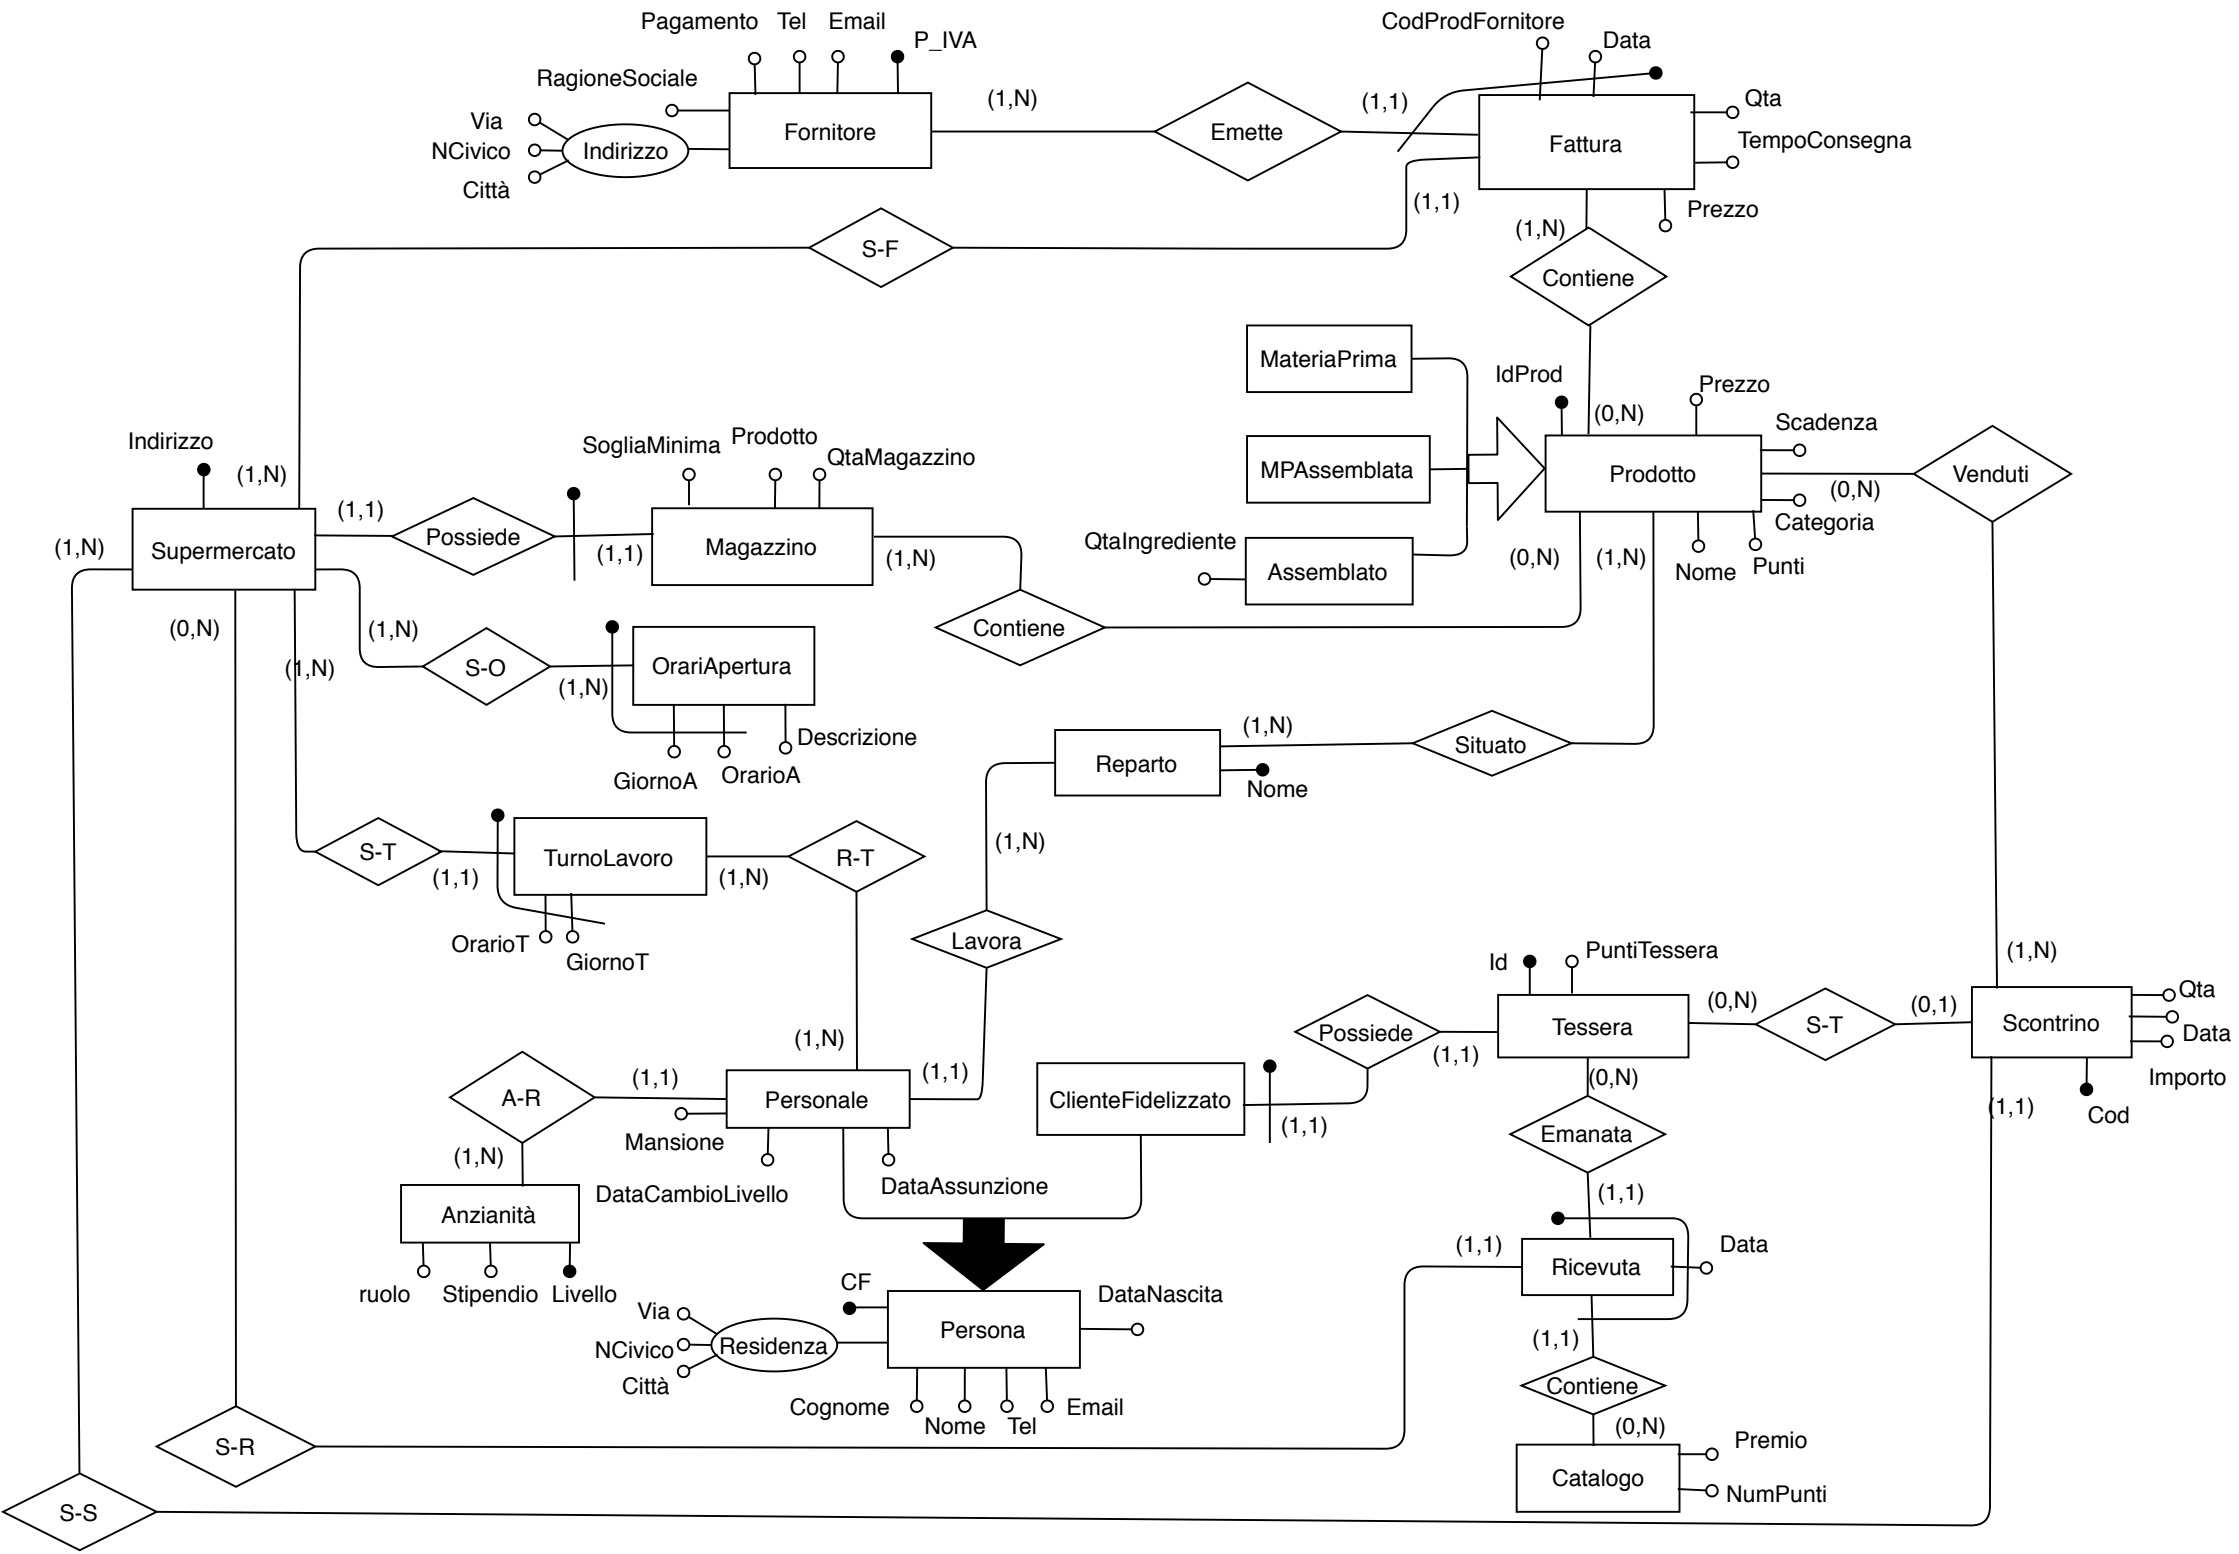 Pagamento Tel Email
P_IVA
RagioneSociale
Via
NCivico
Città
Indirizzo
Fornitore
(1,N)
Emette
(1,1)
CodProdFornitore
Data
Fattura
Qta
TempoConsegna
Prezzo
(1,1)
S-F
(1,N)
Contiene
MateriaPrima
MPAssemblata
QtaIngrediente
Assemblato
IdProd
(0,N)
Prezzo
Scadenza
Prodotto
(0,N)
Categoria
Nome
Punti
(0,N)
(1,N)
Venduti
Indirizzo
(1,N)
Supermercato
(1,1)
Possiede
(1,1)
SogliaMinima
Prodotto
QtaMagazzino
Magazzino
(1,N)
Contiene
(1,N)
(0,N)
(1,N)
(1,N)
S-O
(1,N)
OrariApertura
Descrizione
GiornoA
OrarioA
Reparto
(1,N)
Nome
Situato
S-T
(1,1)
TurnoLavoro
(1,N)
R-T
OrarioT
GiornoT
(1,N)
Lavora
(1,N)
(1,1)
A-R
(1,1)
Personale
Mansione
DataCambioLivello
DataAssunzione
(1,N)
Anzianità
ruolo
Stipendio
Livello
ClienteFidelizzato
(1,1)
Possiede
(1,1)
Id
PuntiTessera
Tessera
(0,N)
S-T
(0,1)
(1,N)
Scontrino
Qta
Data
Importo
Cod
(1,1)
(0,N)
Emanata
(1,1)
Ricevuta
Data
(1,1)
(1,1)
Contiene
(0,N)
Catalogo
Premio
NumPunti
CF
DataNascita
Persona
Via
NCivico
Città
Residenza
Cognome
Nome
Tel
Email
S-R
S-S